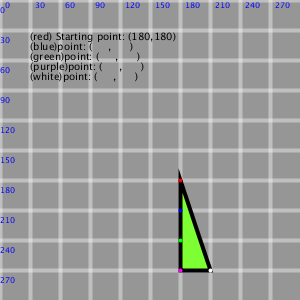 0 30 60 90 120 150 180 210 240 270
0
30
(red) Starting point: (180,180)
(blue)point: (    ,    )
(green)point: (    ,    )
60
(purple)point: (    ,    )
(white)point: (    ,    )
90
120
150
180
210
240
270